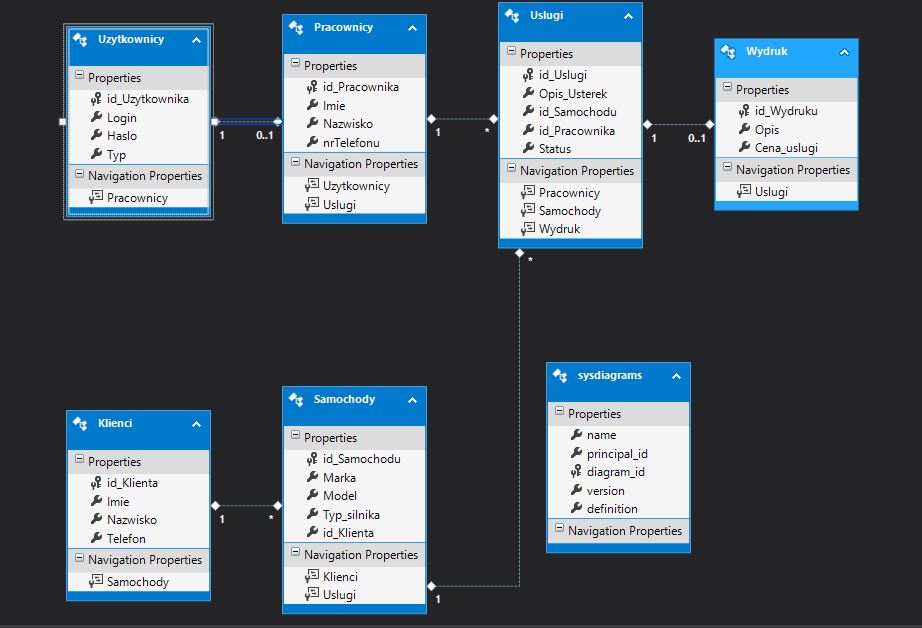 Uzytkownicy
Properties
id_Uzytkownika
Login
Haslo
Typ
Navigation Properties
Pracownicy
1
0..1
Pracownicy
Properties
id_Pracownika
Imie
Nazwisko
nrTelefonu
Navigation Properties
Uzytkownicy
Uslugi
1
*
Uslugi
Properties
id_Uslugi
Opis_Usterek
id_Samochodu
id_Pracownika
Status
Navigation Properties
Pracownicy
Samochody
Wydruk
1
0..1
*
Wydruk
Properties
id_Wydruku
Opis
Cena_uslugi
Navigation Properties
Uslugi
Klienci
Properties
id_Klienta
Imie
Nazwisko
Telefon
Navigation Properties
Samochody
1
*
Samochody
Properties
id_Samochodu
Marka
Model
Typ_silnika
id_Klienta
Navigation Properties
Klienci
Uslugi
1
sysdiagrams
Properties
name
principal_id
diagram_id
version
definition
Navigation Properties